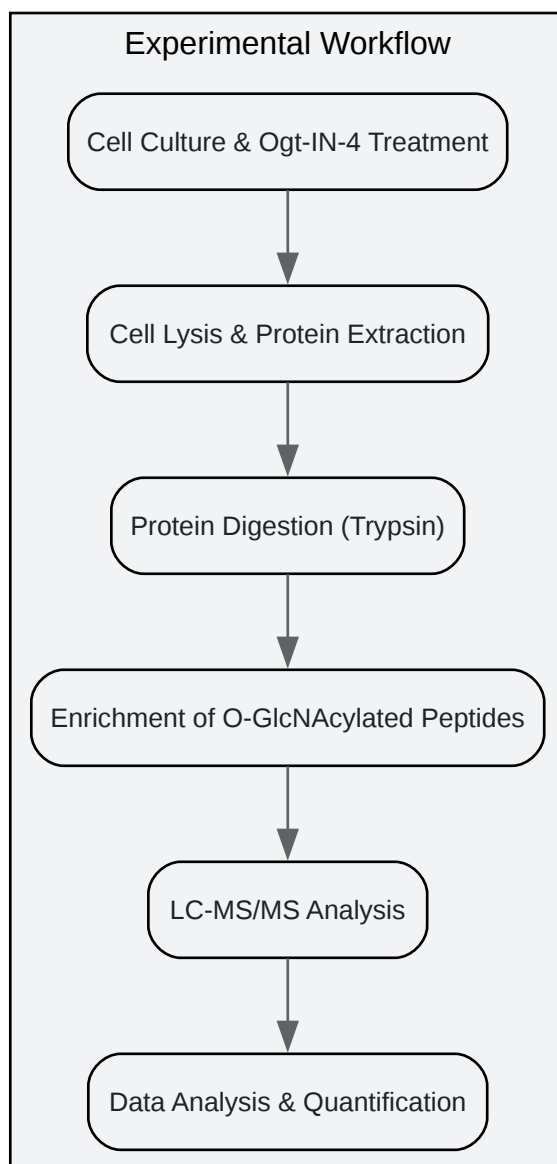 Experimental Workflow
Cell Culture & Ogt-IN-4 Treatment
Cell Lysis & Protein Extraction
Protein Digestion (Trypsin)
Enrichment of O-GlcNAcylated Peptides
LC-MS/MS Analysis
Data Analysis & Quantification